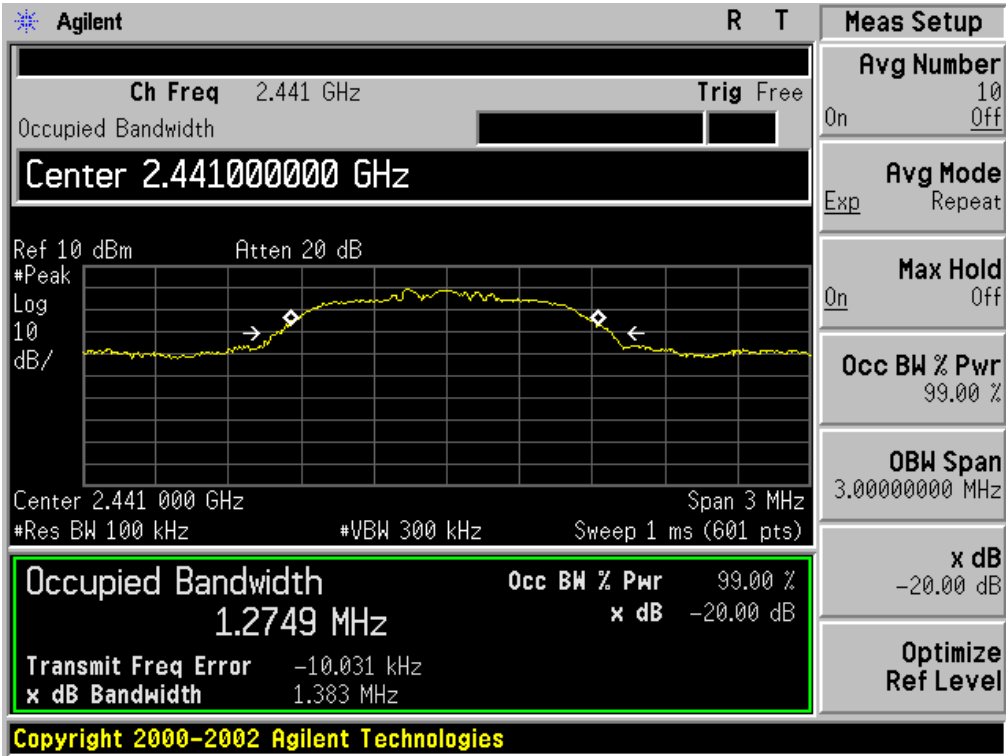 Agilent R T
Ch Freq 2.441 GHz Trig Free
Occupied Bandwidth
Center 2.441000000 GHz
Ref 10 dBm Atten 20 dB
#Peak
Log
10
dB/
Center 2.441 000 GHz Span 3 MHz
#Res BW 100 kHz #VBW 300 kHz Sweep 1 ms (601 pts)
Occupied Bandwidth Occ BW % Pwr 99.00 %
1.2749 MHz x dB -20.00 dB
Transmit Freq Error -10.031 kHz
x dB Bandwidth 1.383 MHz
Copyright 2000-2002 Agilent Technologies
Meas Setup
Avg Number
10
On Off
Avg Mode
Exp Repeat
Max Hold
On Off
Occ BW % Pwr
99.00 %
OBW Span
3.00000000 MHz
x dB
-20.00 dB
Optimize
Ref Level